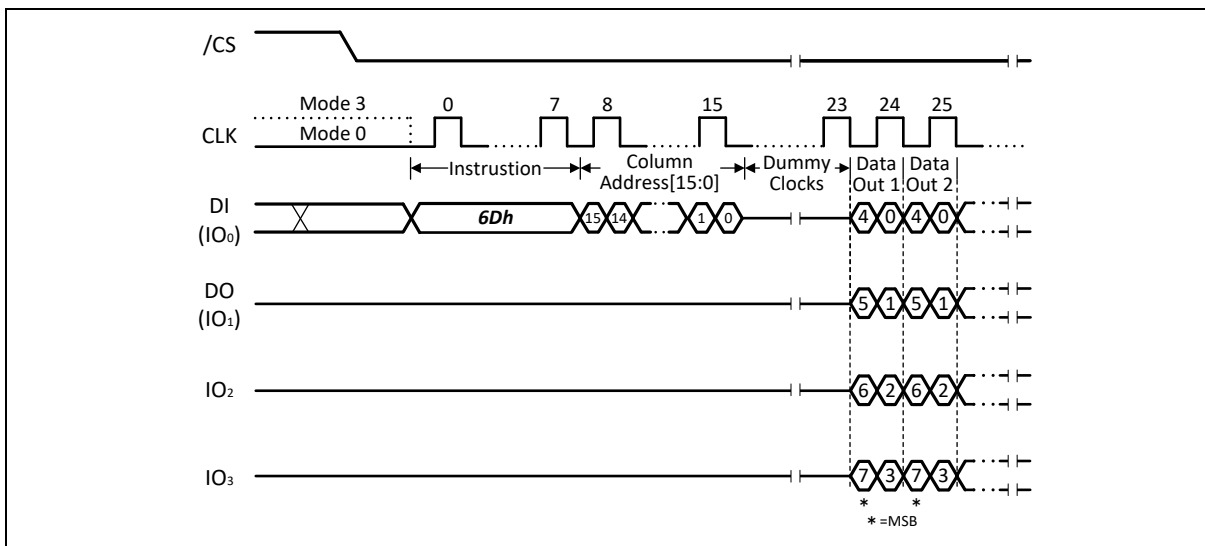 /CS
Mode 3
0 7 8 15 23 24 25
CLK
Mode 0
Instrustion
Column
Address[15:0]
Dummy
Clocks
Data
Out 1
Data
Out 2
DI
(IO₀)
6Dh
15 14 1 0 4 0 4 0
DO
(IO₁)
5 1 5 1
IO₂
6 2 6 2
IO₃
7 3 7 3
* *
* =MSB